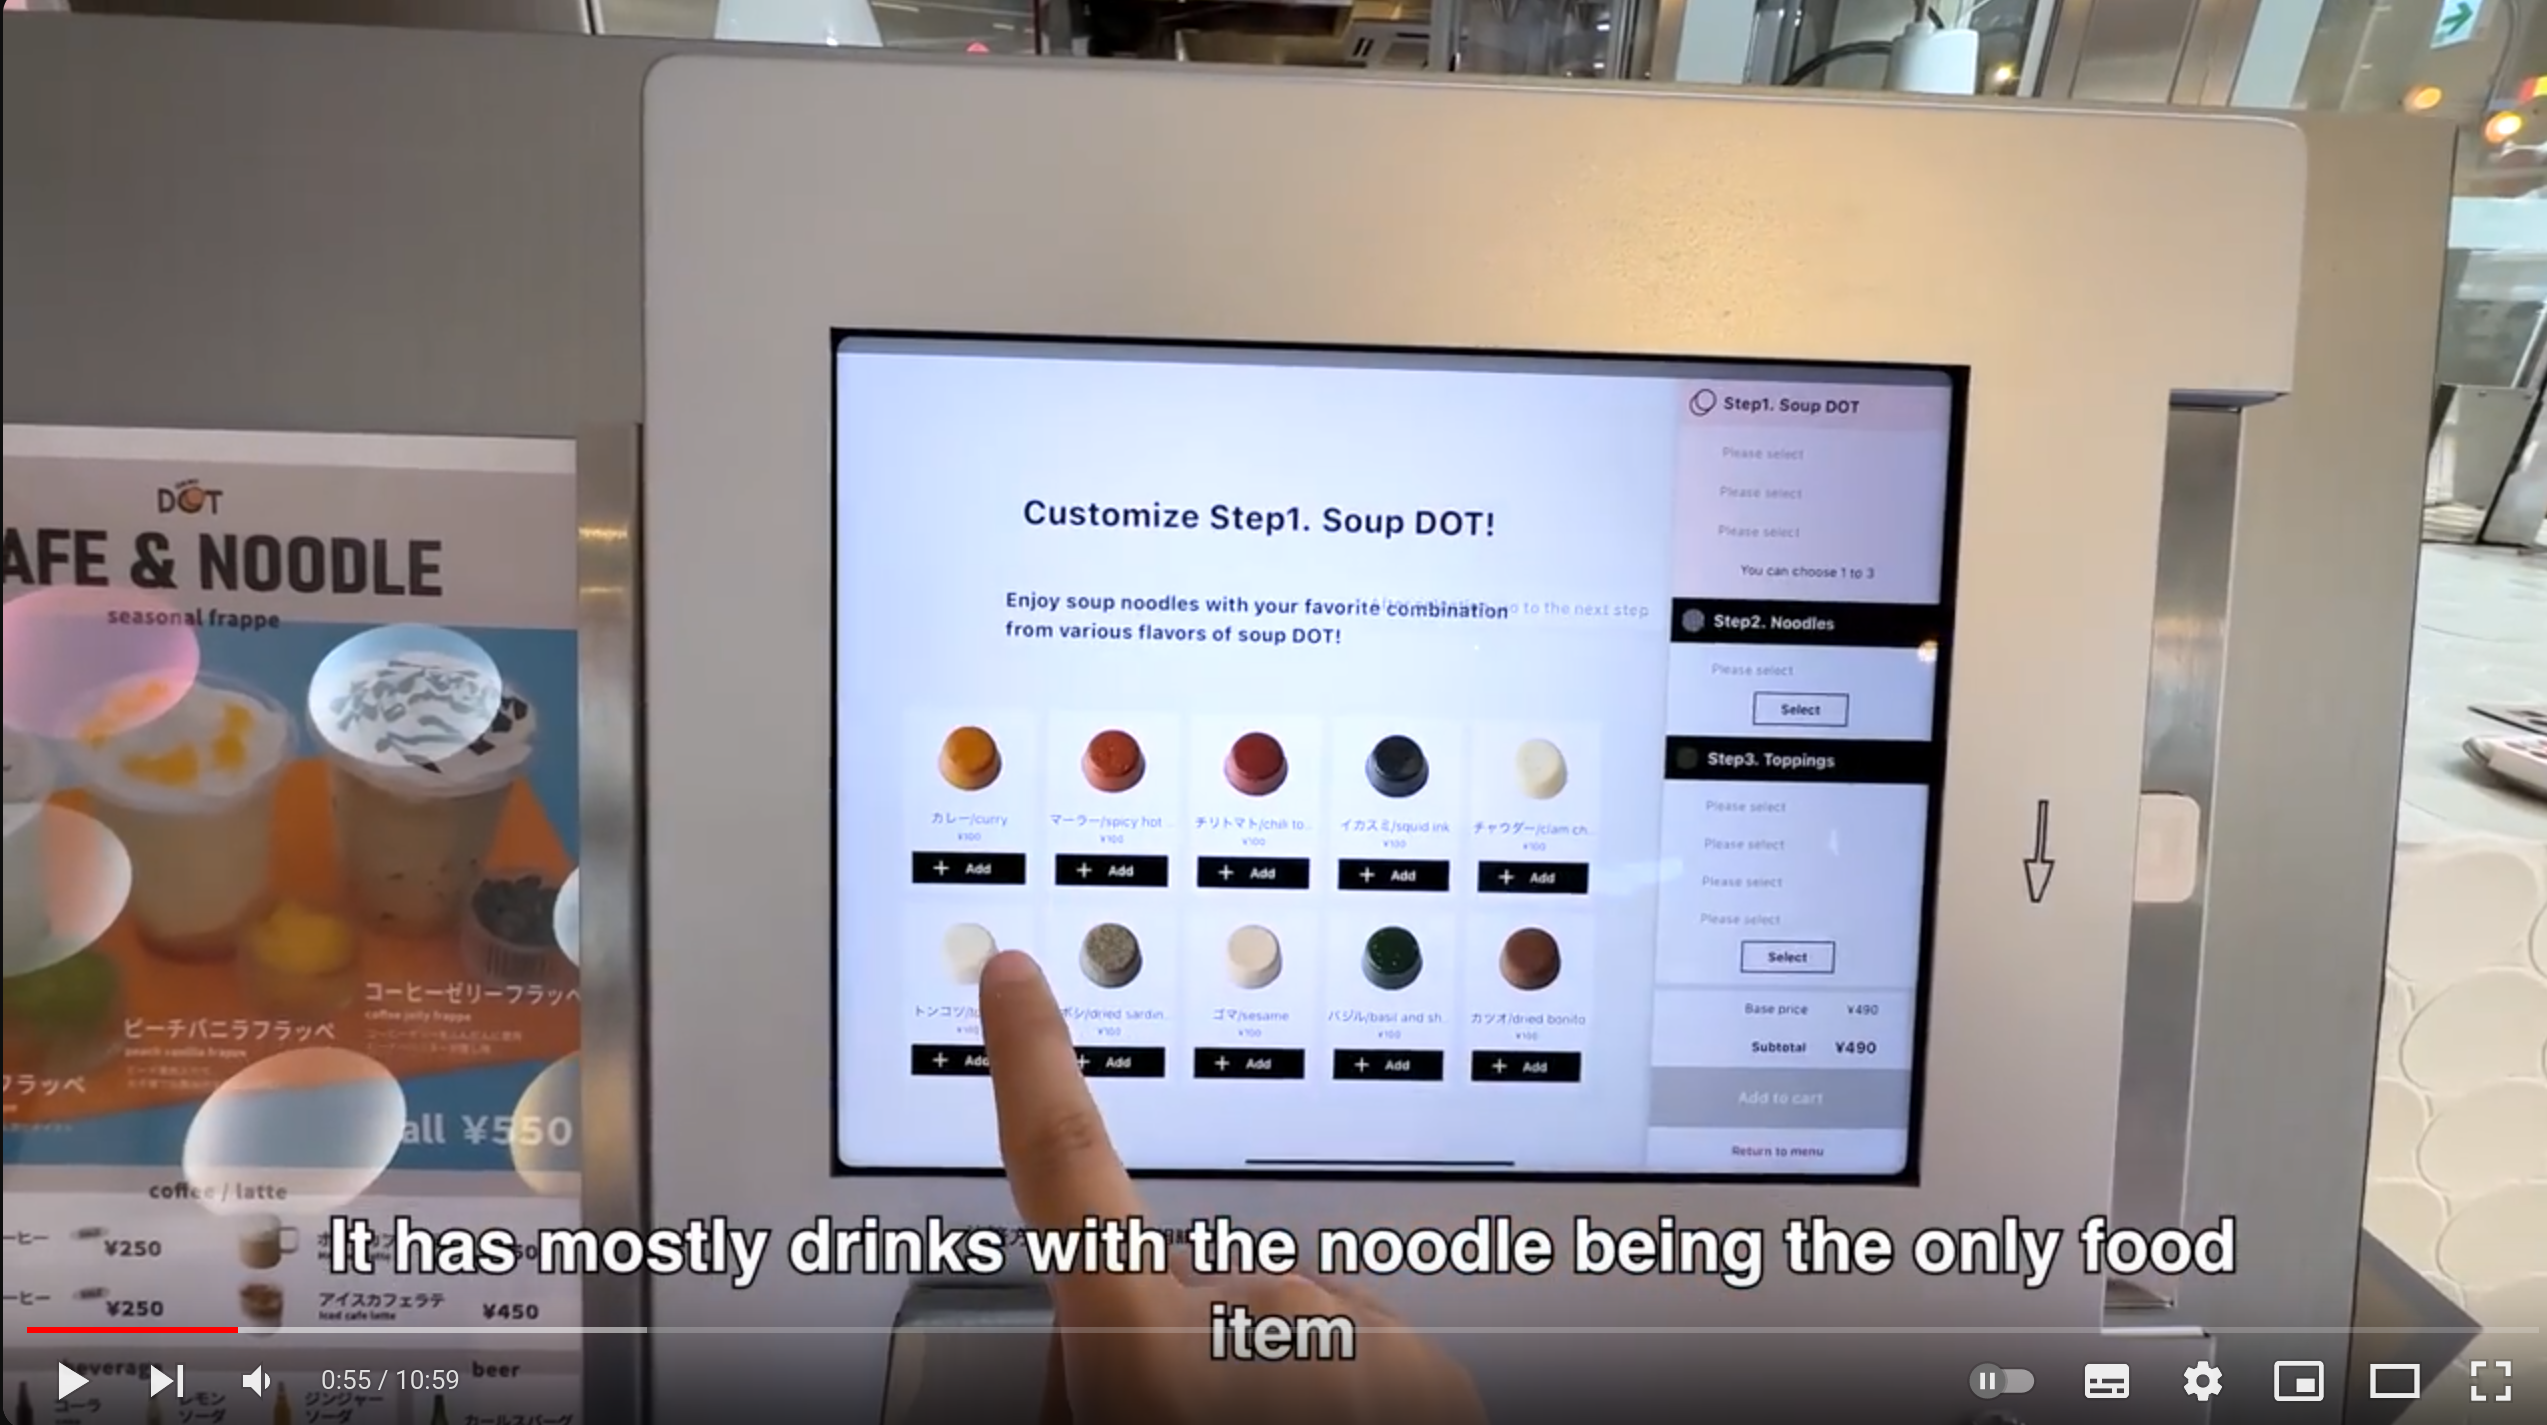 DOT
AFE & NOODLE
seasonal frappe
コーヒーゼリーフラッペ
coffee jelly frappe
ピーチバニラフラッペ
peach vanilla frappe
フラッペ
all ¥550
coffee / latte
ーヒー ¥250
ーヒー ¥250
アイスカフェラテ ¥450
Iced cafe latte
beverag
beer
コーラ
レモン
ソーダ
ジンジャー
ソーダ
カールスバーグ
Customize Step1. Soup DOT!
Enjoy soup noodles with your favorite combination
from various flavors of soup DOT!
to the next step
カレー/curry
¥100
+ Add
マーラー/spicy hot ...
¥100
+ Add
チリトマト/chili to...
¥100
+ Add
イカスミ/squid ink
¥100
+ Add
チャウダー/clam ch...
¥100
+ Add
トンコツ/
¥100
+ Add
ボシ/dried sardin...
¥100
+ Add
ゴマ/sesame
¥100
+ Add
バジル/basil and sh...
¥100
+ Add
カツオ/dried bonito
¥100
+ Add
Step1. Soup DOT
Please select
Please select
Please select
You can choose 1 to 3
Step2. Noodles
Please select
Select
Step3. Toppings
Please select
Please select
Please select
Please select
Select
Base price ¥490
Subtotal ¥490
Add to cart
Return to menu
It has mostly drinks with the noodle being the only food
item
0:55 / 10:59